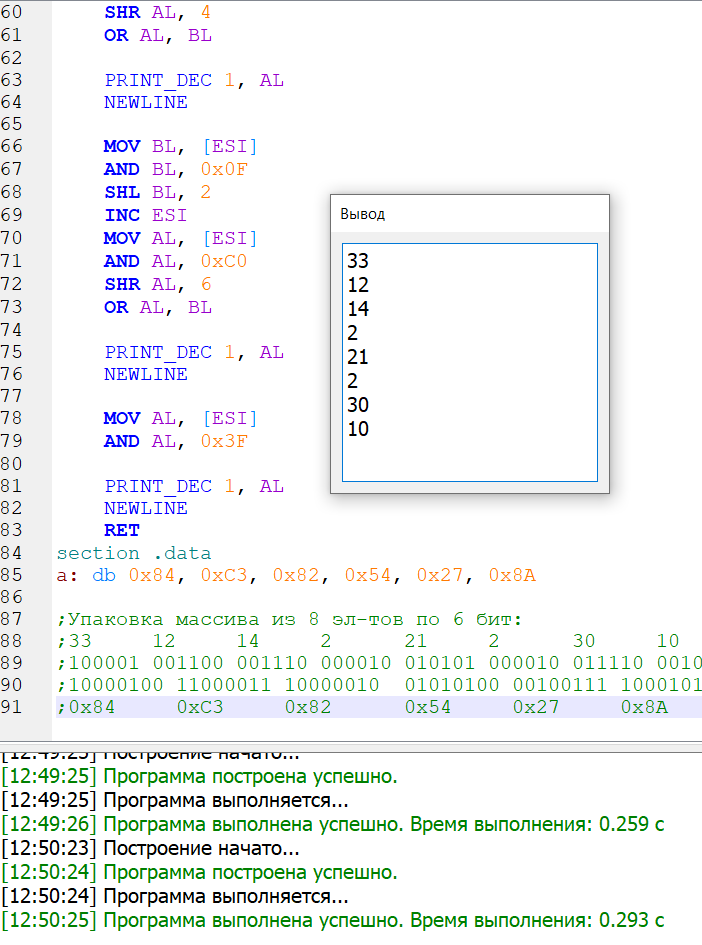 60 SHR AL, 4
61 OR AL, BL
62
63 PRINT_DEC 1, AL
64 NEWLINE
65
66 MOV BL, [ESI]
67 AND BL, 0x0F
68 SHL BL, 2
69 INC ESI
70 MOV AL, [ESI]
71 AND AL, 0xC0
72 SHR AL, 6
73 OR AL, BL
74
75 PRINT_DEC 1, AL
76 NEWLINE
77
78 MOV AL, [ESI]
79 AND AL, 0x3F
80
81 PRINT_DEC 1, AL
82 NEWLINE
83 RET
84 section .data
85 a: db 0x84, 0xC3, 0x82, 0x54, 0x27, 0x8A
86
87 ;Упаковка массива из 8 эл-тов по 6 бит:
88 ;33 12 14 2 21 2 30 10
89 ;100001 001100 001110 000010 010101 000010 011110 0010
90 ;10000100 11000011 10000010 01010100 00100111 1000101
91 ;0x84 0xC3 0x82 0x54 0x27 0x8A
Вывод
33
12
14
2
21
2
30
10
[12:49:25] Построение начато...
[12:49:25] Программа построена успешно.
[12:49:25] Программа выполняется...
[12:49:26] Программа выполнена успешно. Время выполнения: 0.259 с
[12:50:23] Построение начато...
[12:50:24] Программа построена успешно.
[12:50:24] Программа выполняется...
[12:50:25] Программа выполнена успешно. Время выполнения: 0.293 с